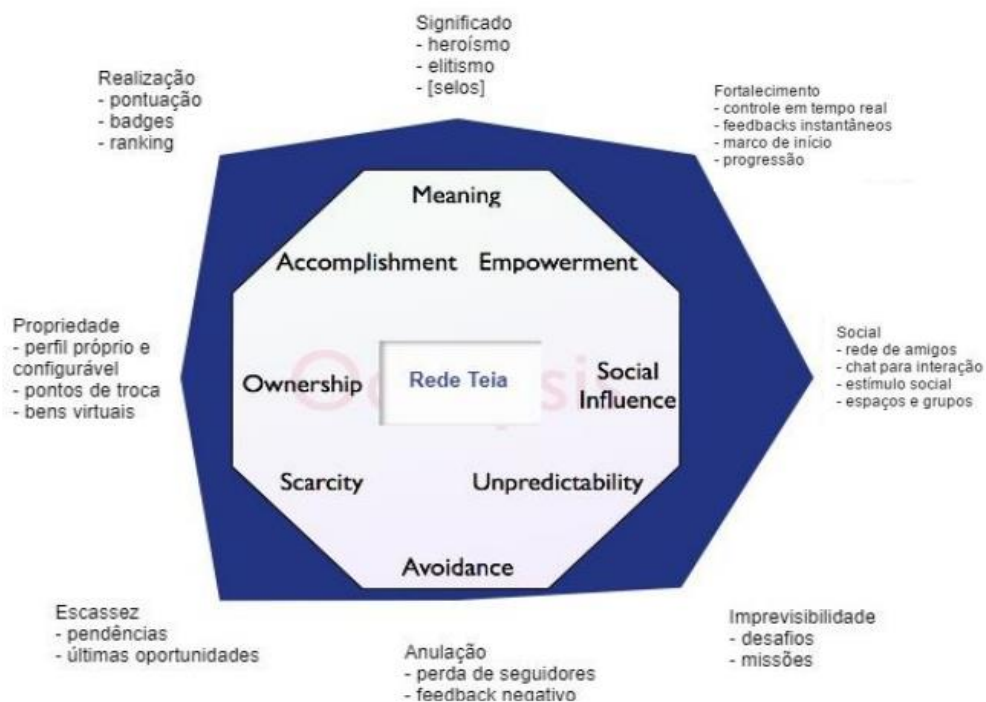 Significado
- heroísmo
- elitismo
- [selos]
Realização
- pontuação
- badges
- ranking
Fortalecimento
- controle em tempo real
- feedbacks instantâneos
- marco de início
- progressão
Meaning
Accomplishment
Empowerment
Propriedade
- perfil próprio e
configurável
- pontos de troca
- bens virtuais
Ownership
Rede Teia
Social
Influence
Social
- rede de amigos
- chat para interação
- estímulo social
- espaços e grupos
Scarcity
Unpredictability
Avoidance
Escassez
- pendências
- últimas oportunidades
Anulação
- perda de seguidores
- feedback negativo
Imprevisibilidade
- desafios
- missões